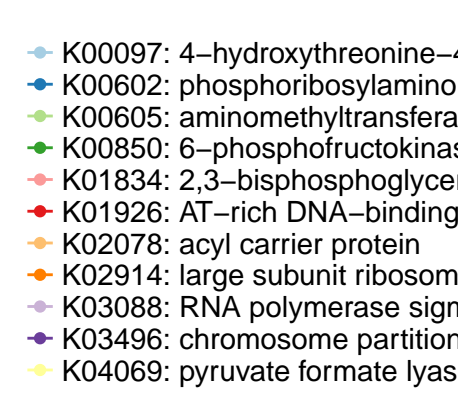 K00097: 4−hydroxythreonine−4
K00602: phosphoribosylamino
K00605: aminomethyltransfera
K00850: 6−phosphofructokinas
K01834: 2,3−bisphosphoglycer
K01926: AT−rich DNA−binding
K02078: acyl carrier protein
K02914: large subunit ribosom
K03088: RNA polymerase sigm
K03496: chromosome partition
K04069: pyruvate formate lyas